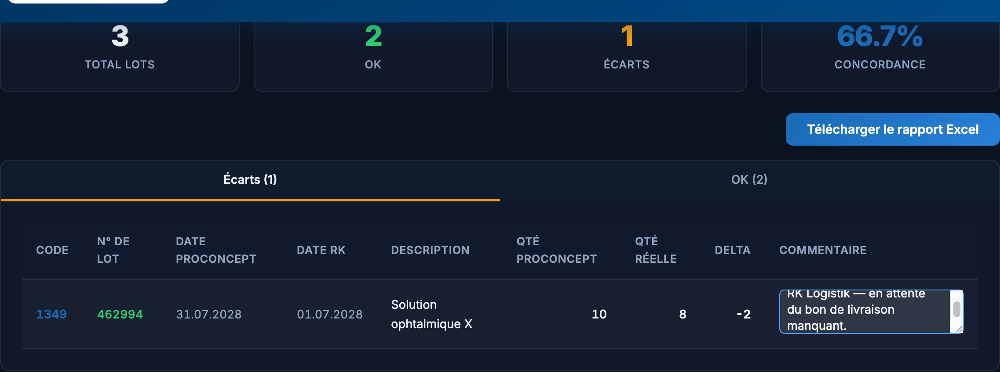 3
TOTAL LOTS
2
OK
1
ÉCARTS
66.7%
CONCORDANCE
Télécharger le rapport Excel
Écarts (1)
OK (2)
CODE
N° DE
LOT
DATE
PROCONCEPT
DATE RK
DESCRIPTION
QTÉ
PROCONCEPT
QTÉ
RÉELLE
DELTA
COMMENTAIRE
1349
462994
31.07.2028
01.07.2028
Solution
ophtalmique X
10
8
-2
RK Logistik — en attente
du bon de livraison
manquant.